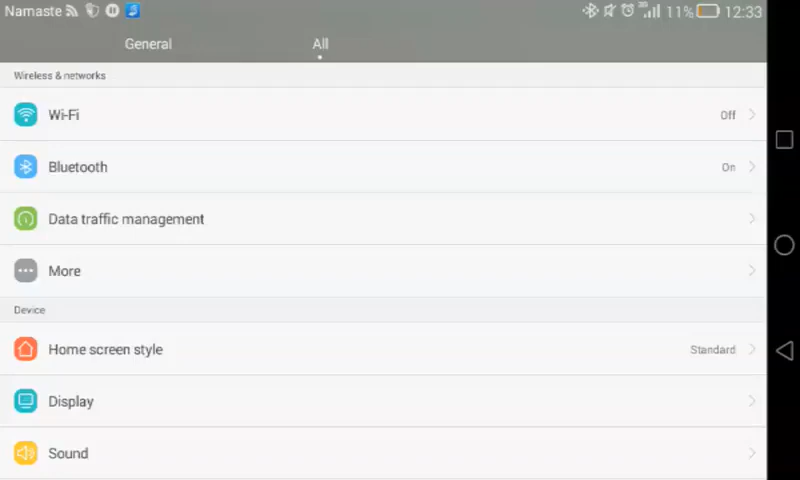 Namaste 3G 11% 12:33
General All
Wireless & networks
Wi-Fi Off
Bluetooth On
Data traffic management
More
Device
Home screen style Standard
Display
Sound